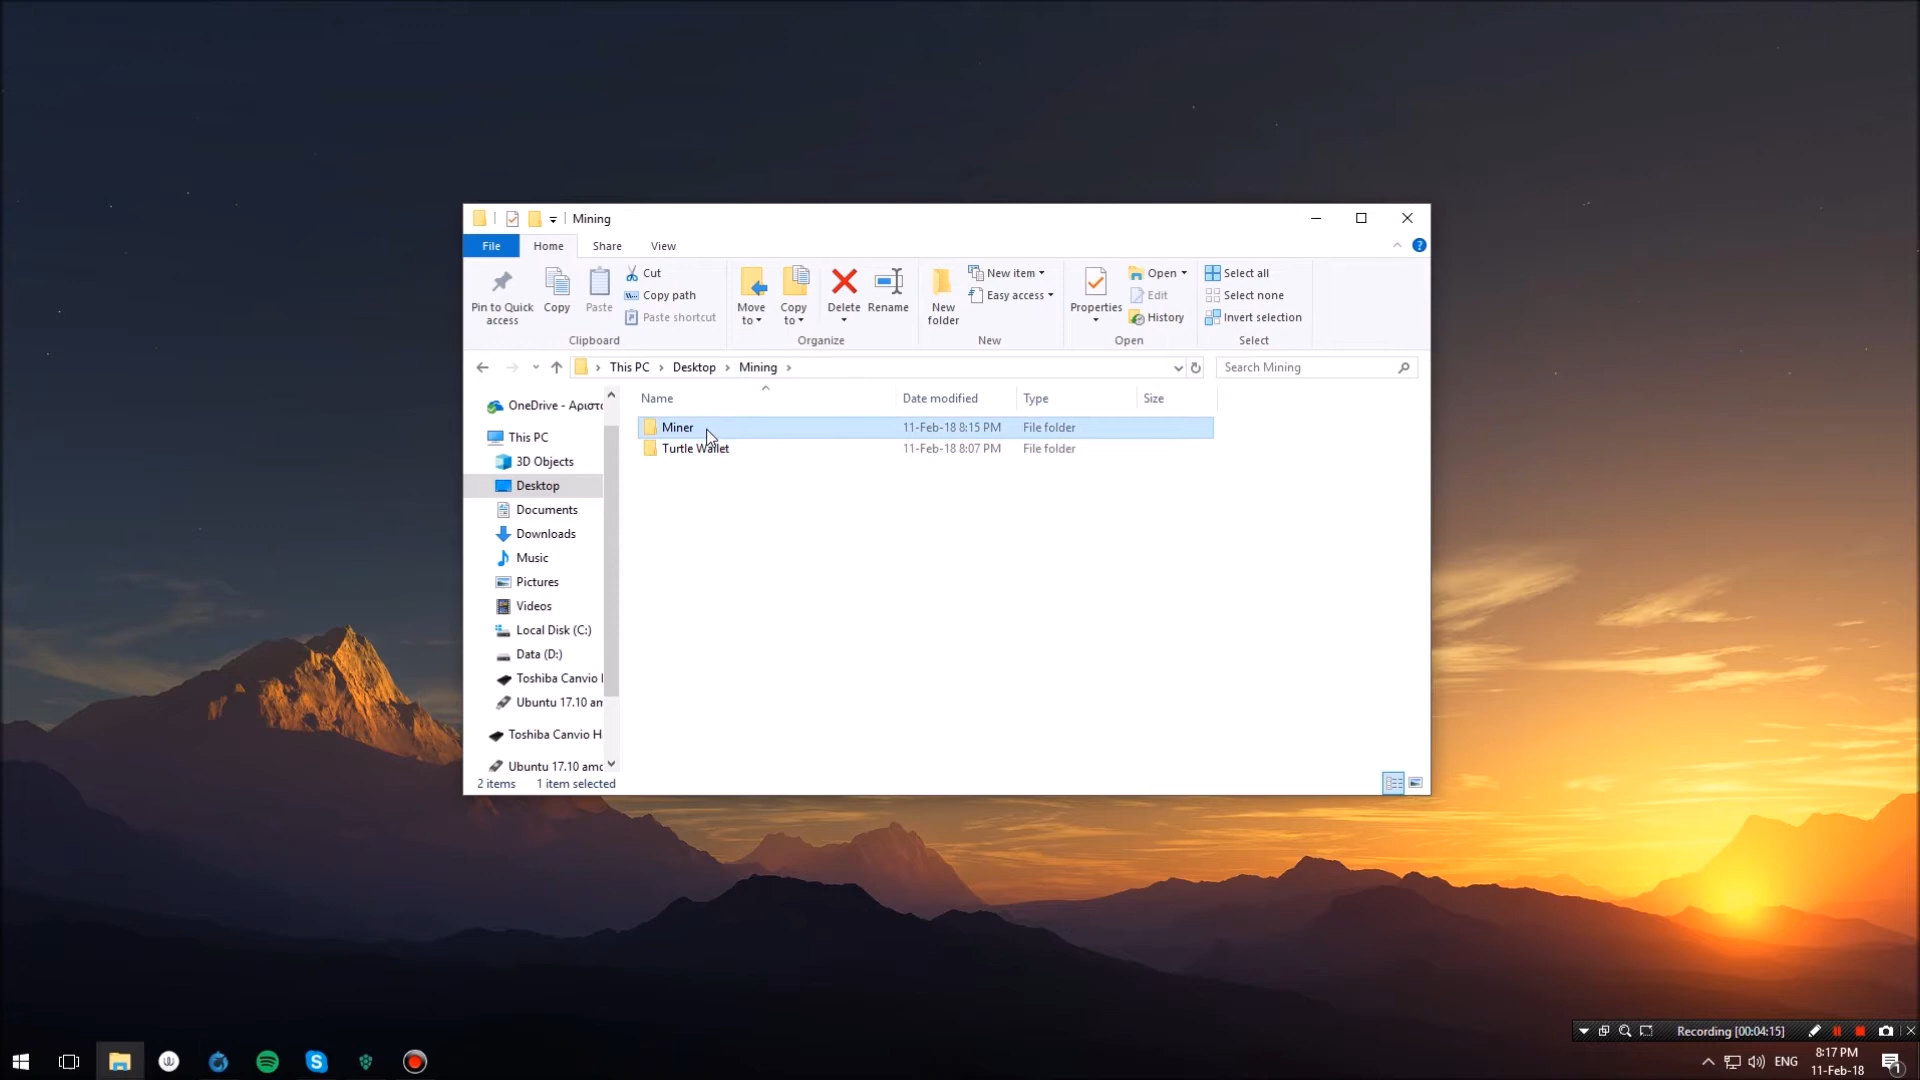 Mining
File Home Share View
Pin to Quick access
Copy
Paste
Cut
Copy path
Paste shortcut
Clipboard
Move to
Copy to
Delete
Rename
Organize
New folder
New item
Easy access
New
Properties
Open
Edit
History
Open
Select all
Select none
Invert selection
Select
This PC › Desktop › Mining ›
Search Mining
Name Date modified Type Size
Miner 11-Feb-18 8:15 PM File folder
Turtle Wallet 11-Feb-18 8:07 PM File folder
OneDrive - Αριστο
This PC
3D Objects
Desktop
Documents
Downloads
Music
Pictures
Videos
Local Disk (C:)
Data (D:)
Toshiba Canvio
Ubuntu 17.10 am
Toshiba Canvio H
Ubuntu 17.10 amd
2 items 1 item selected
Recording [00:04:15]
ENG
8:17 PM
11-Feb-18
1